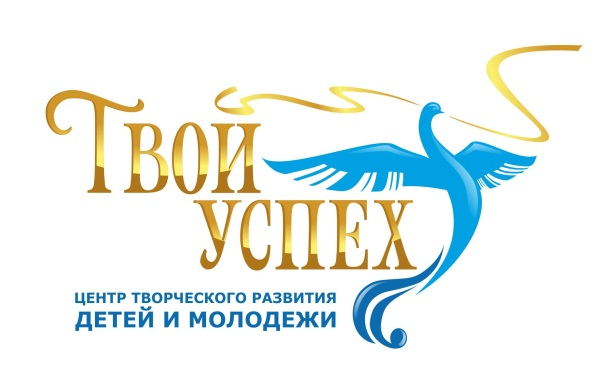 ТВОЙ
УСПЕХ
ЦЕНТР ТВОРЧЕСКОГО РАЗВИТИЯ
ДЕТЕЙ И МОЛОДЕЖИ